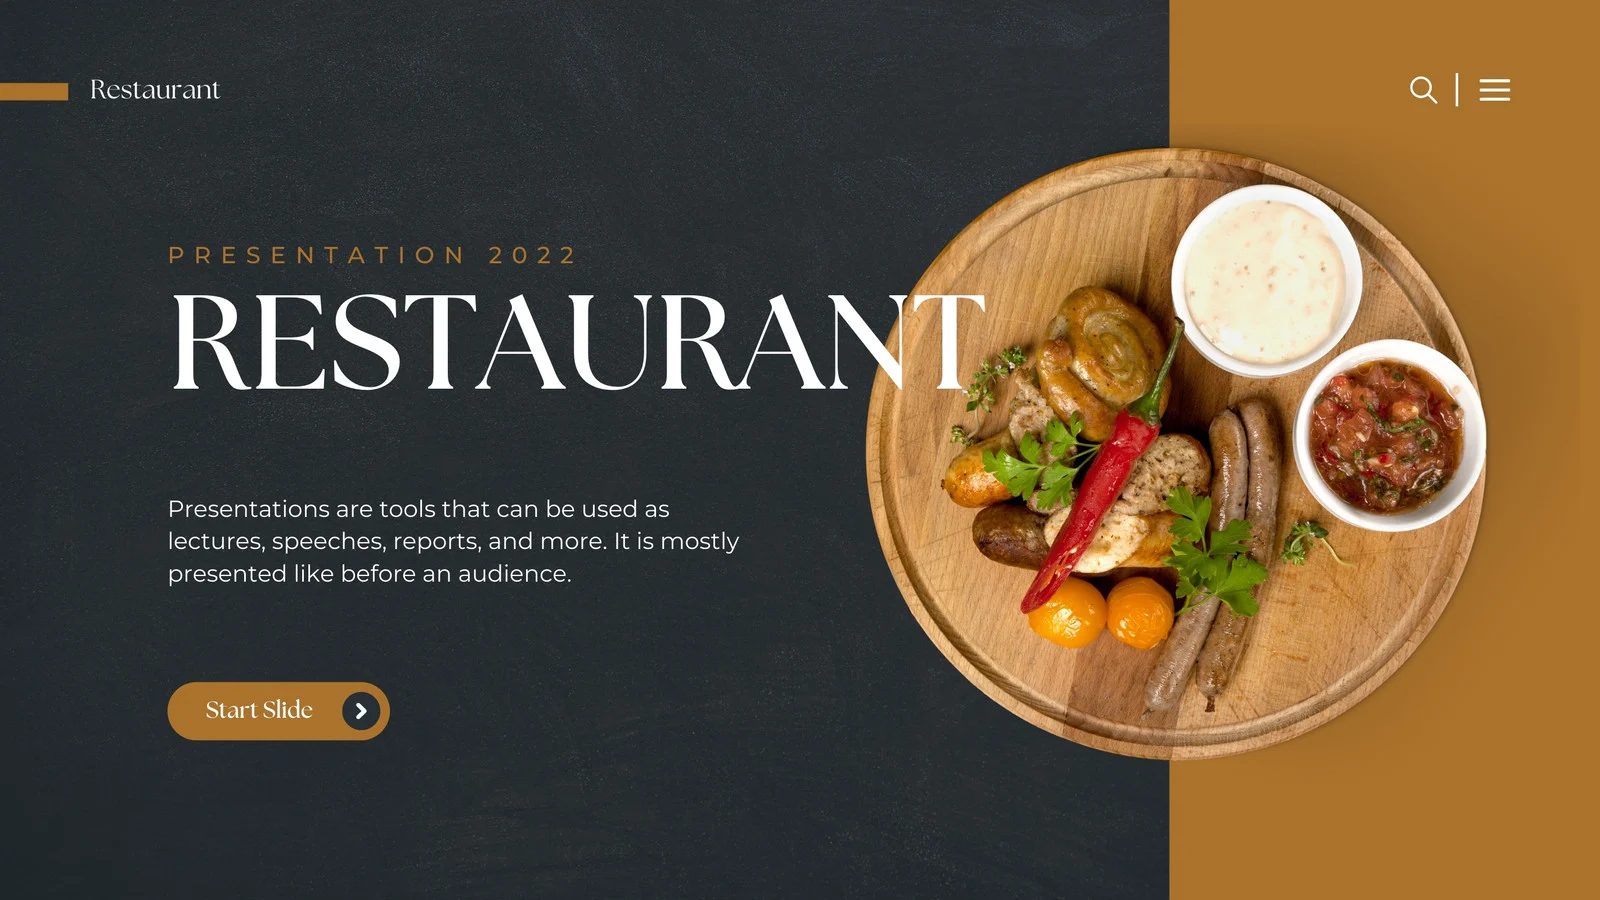 Restaurant
PRESENTATION 2022
RESTAURANT
Presentations are tools that can be used as
lectures, speeches, reports, and more. It is mostly
presented like before an audience.
Start Slide